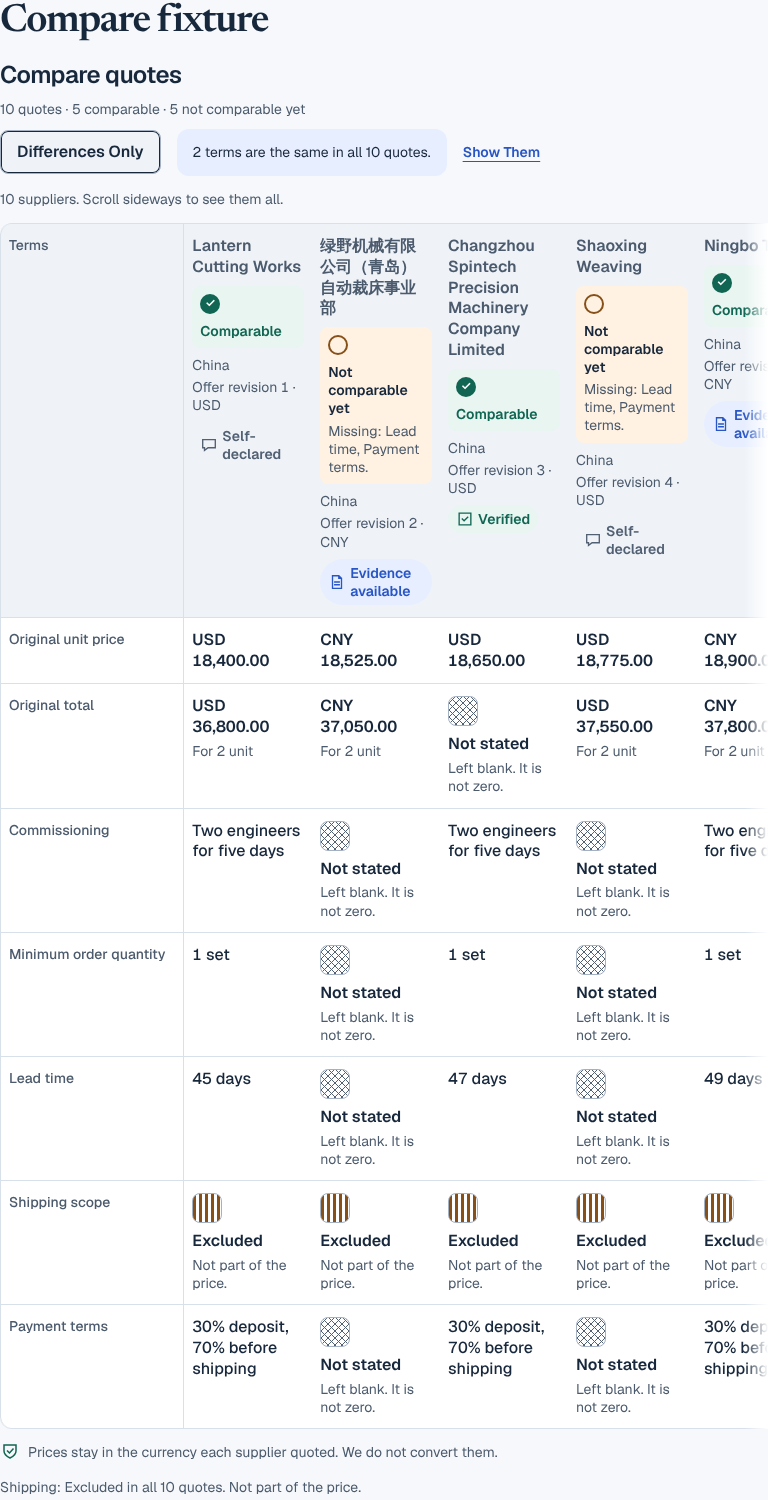 Compare fixture
Compare quotes
10 quotes · 5 comparable · 5 not comparable yet
Differences Only
2 terms are the same in all 10 quotes.
Show Them
10 suppliers. Scroll sideways to see them all.
Terms
Lantern
Cutting Works
Comparable
China
Offer revision 1 ·
USD
Self-
declared
绿野机械有限
公司（青岛）
自动裁床事业
部
Not
comparable
yet
Missing: Lead
time, Payment
terms.
China
Offer revision 2 ·
CNY
Evidence
available
Changzhou
Spintech
Precision
Machinery
Company
Limited
Comparable
China
Offer revision 3 ·
USD
Verified
Shaoxing
Weaving
Not
comparable
yet
Missing: Lead
time, Payment
terms.
China
Offer revision 4 ·
USD
Self-
declared
Ningbo
China
Offer
CNY
Original unit price
USD
18,400.00
CNY
18,525.00
USD
18,650.00
USD
18,775.00
CNY
Original total
USD
36,800.00
For 2 unit
CNY
37,050.00
For 2 unit
Not stated
Left blank. It is
not zero.
USD
37,550.00
For 2 unit
CNY
For 2 unit
Commissioning
Two engineers
for five days
Not stated
Left blank. It is
not zero.
Two engineers
for five days
Not stated
Left blank. It is
not zero.
Two
for five
Minimum order quantity
1 set
Not stated
Left blank. It is
not zero.
1 set
Not stated
Left blank. It is
not zero.
1 set
Lead time
45 days
Not stated
Left blank. It is
not zero.
47 days
Not stated
Left blank. It is
not zero.
49 days
Shipping scope
Excluded
Not part of the
price.
Excluded
Not part of the
price.
Excluded
Not part of the
price.
Excluded
Not part of the
price.
Not part
price.
Payment terms
30% deposit,
70% before
shipping
Not stated
Left blank. It is
not zero.
30% deposit,
70% before
shipping
Not stated
Left blank. It is
not zero.
30%
70%
shipping
Prices stay in the currency each supplier quoted. We do not convert them.
Shipping: Excluded in all 10 quotes. Not part of the price.